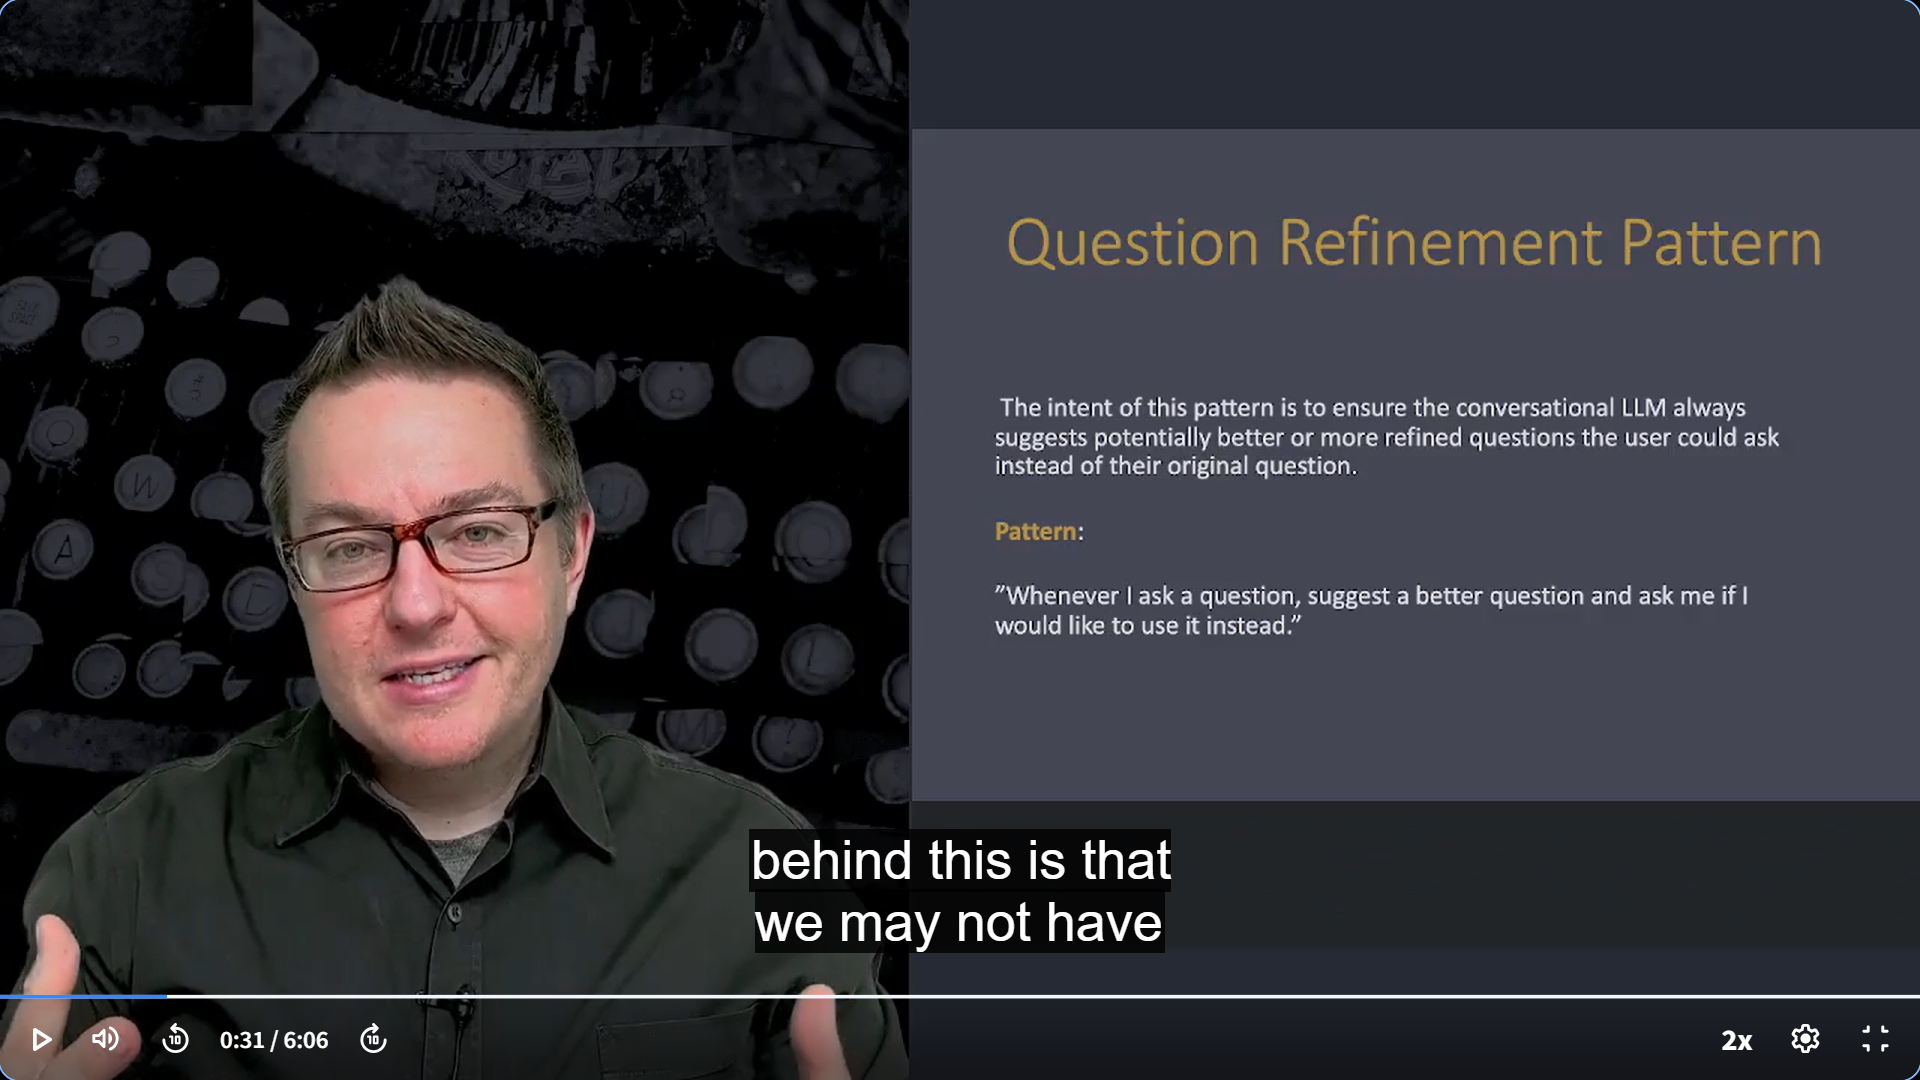 Question Refinement Pattern
The intent of this pattern is to ensure the conversational LLM always
suggests potentially better or more refined questions the user could ask
instead of their original question.
Pattern:
”Whenever I ask a question, suggest a better question and ask me if I
would like to use it instead.”
behind this is that
we may not have
10
0:31 / 6:06
10
2x
O
W
A
S
D
U
8
L
M
?